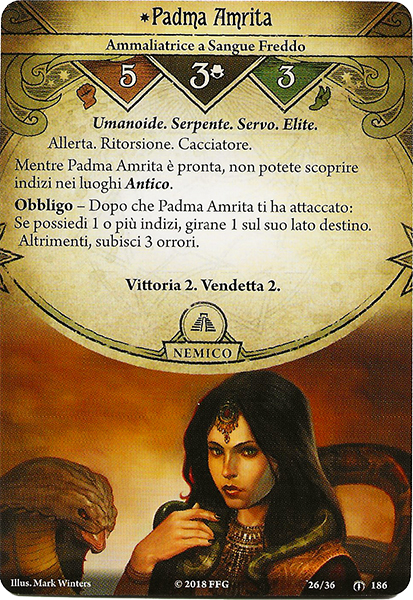 *Padma Amrita
Ammaliatrice a Sangue Freddo
5 3 3
Umanoide. Serpente. Servo. Elite.
Allerta. Ritorsione. Cacciatore.
Mentre Padma Amrita è pronta, non potete scoprire
indizi nei luoghi Antico.
Obbligo – Dopo che Padma Amrita ti ha attaccato:
Se possiedi 1 o più indizi, girane 1 sul suo lato destino.
Altrimenti, subisci 3 orrori.
Vittoria 2. Vendetta 2.
NEMICO
Illus. Mark Winters © 2018 FFG 26/36 186